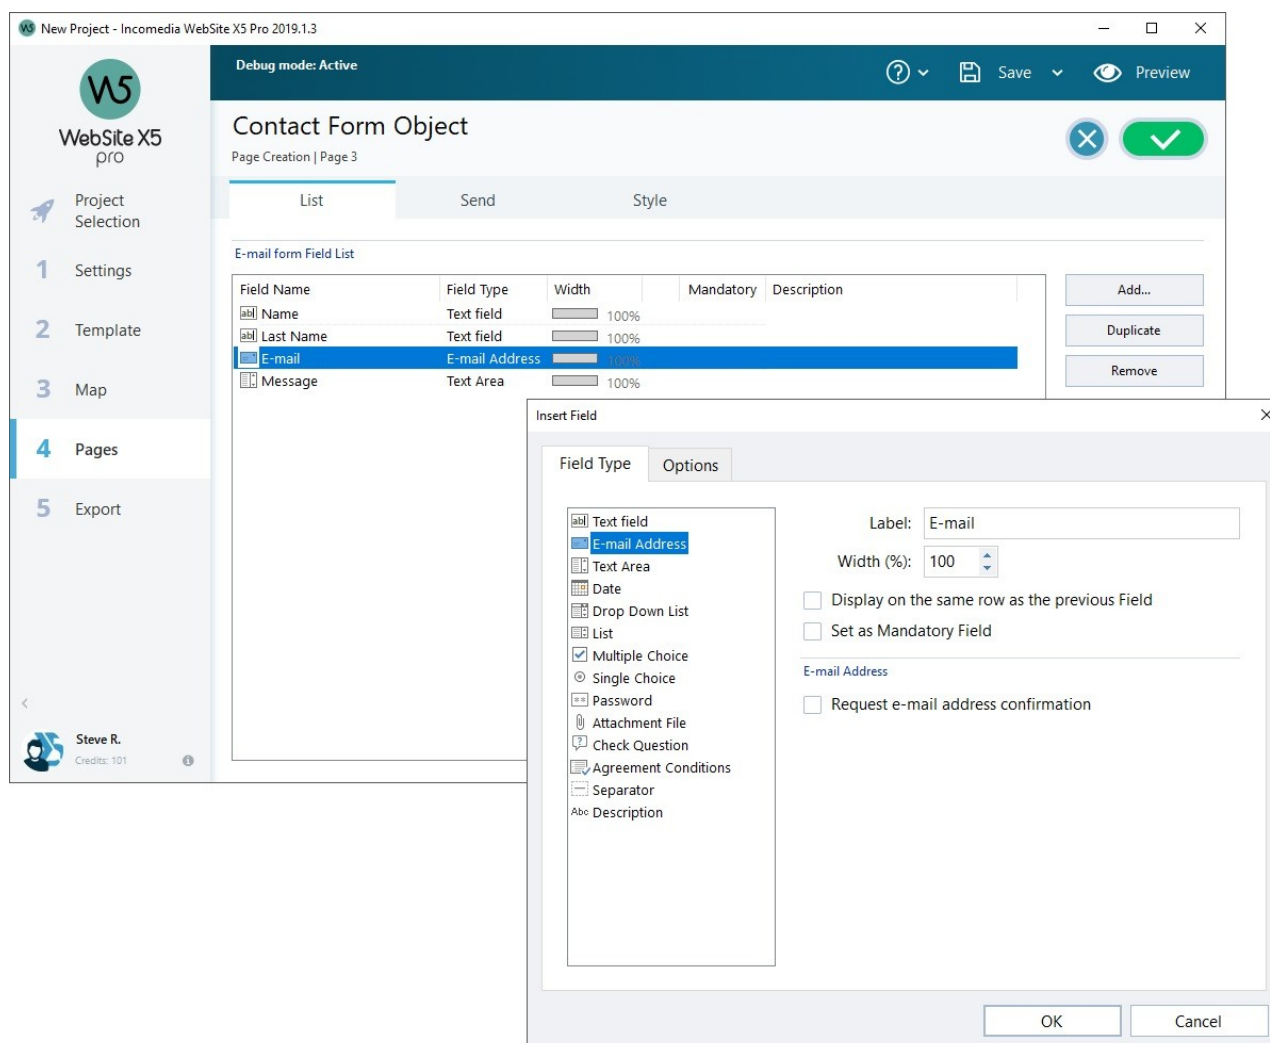 New Project - Incomedia WebSite X5 Pro 2019.1.3
W5
WebSite X5
pro
Project
Selection
1 Settings
2 Template
3 Map
4 Pages
5 Export
Steve R.
Credits: 101
Debug mode: Active
? Save Preview
Contact Form Object
Page Creation | Page 3
List Send Style
E-mail form Field List
Field Name Field Type Width Mandatory Description
Name Text field 100%
Last Name Text field 100%
E-mail E-mail Address 100%
Message Text Area 100%
Add...
Duplicate
Remove
Insert Field
Field Type Options
Text field
E-mail Address
Text Area
Date
Drop Down List
List
Multiple Choice
Single Choice
Password
Attachment File
Check Question
Agreement Conditions
Separator
Abc Description
Label: E-mail
Width (%): 100
Display on the same row as the previous Field
Set as Mandatory Field
E-mail Address
Request e-mail address confirmation
OK Cancel